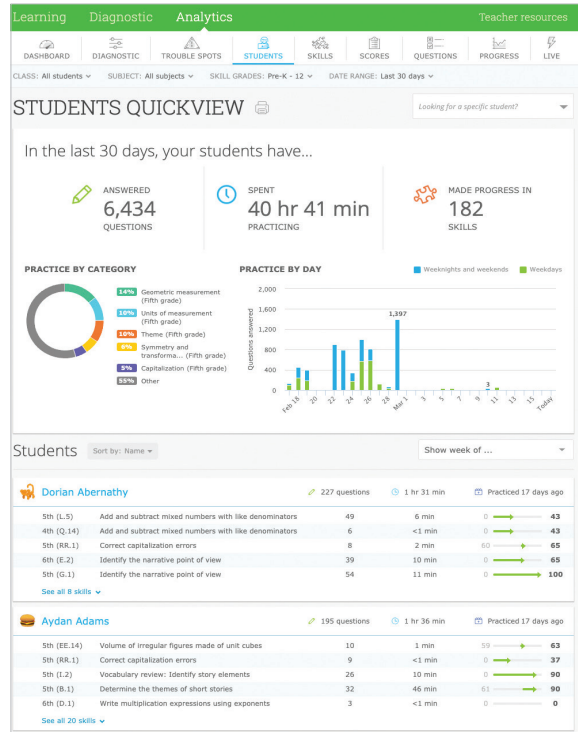 Learning Diagnostic Analytics Teacher resources
DASHBOARD DIAGNOSTIC TROUBLE SPOTS STUDENTS SKILLS SCORES QUESTIONS PROGRESS LIVE
CLASS: All students SUBJECT: All subjects SKILL GRADES: Pre-K - 12 DATE RANGE: Last 30 days
STUDENTS QUICKVIEW
Looking for a specific student?
In the last 30 days, your students have...
ANSWERED
6,434
QUESTIONS
SPENT
40 hr 41 min
PRACTICING
MADE PROGRESS IN
182
SKILLS
PRACTICE BY CATEGORY
14% Geometric measurement
(Fifth grade)
10% Units of measurement
(Fifth grade)
10% Theme (Fifth grade)
6% Symmetry and
transforma... (Fifth grade)
5% Capitalization (Fifth grade)
55% Other
PRACTICE BY DAY
Weeknights and weekends Weekdays
Questions answered
2,000
1,600
1,200
800
400
0
1,397
3
Feb 18 20 22 24 26 28 Mar 1 3 5 7 9 11 13 15 Today
Students Sort by: Name Show week of ...
Dorian Abernathy 227 questions 1 hr 31 min Practiced 17 days ago
5th (L.5) Add and subtract mixed numbers with like denominators 49 6 min 0 43
4th (Q.14) Add and subtract mixed numbers with like denominators 6 <1 min 0 43
5th (RR.1) Correct capitalization errors 8 2 min 60 65
6th (E.2) Identify the narrative point of view 39 10 min 0 65
5th (G.1) Identify the narrative point of view 54 11 min 0 100
See all 8 skills
Aydan Adams 195 questions 1 hr 36 min Practiced 17 days ago
5th (EE.14) Volume of irregular figures made of unit cubes 10 1 min 59 63
5th (RR.1) Correct capitalization errors 9 <1 min 0 37
5th (I.2) Vocabulary review: Identify story elements 26 10 min 0 90
5th (B.1) Determine the themes of short stories 32 46 min 61 90
6th (D.1) Write multiplication expressions using exponents 3 <1 min 0 0
See all 20 skills